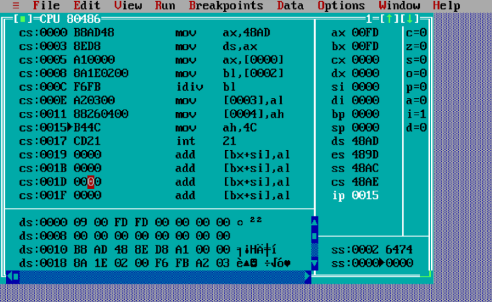 ≡ File Edit View Run Breakpoints Data Options Window Help
[■]=CPU 80486 1=[↑][↓]
cs:0000 B8AD48 mov ax,48AD
cs:0003 8ED8 mov ds,ax
cs:0005 A10000 mov ax,[0000]
cs:0008 8A1E0200 mov bl,[0002]
cs:000C F6FB idiv bl
cs:000E A20300 mov [0003],al
cs:0011 88260400 mov [0004],ah
cs:0015►B44C mov ah,4C
cs:0017 CD21 int 21
cs:0019 0000 add [bx+si],al
cs:001B 0000 add [bx+si],al
cs:001D 0000 add [bx+si],al
cs:001F 0000 add [bx+si],al
ax 00FD c=0
bx 00FD z=0
cx 0000 s=0
dx 0000 o=0
si 0000 p=0
di 0000 a=0
bp 0000 i=1
sp 0000 d=0
ds 48AD
es 489D
ss 48AC
cs 48AE
ip 0015
ds:0000 09 00 FD FD 00 00 00 00 ○ ²²
ds:0008 00 00 00 00 00 00 00 00
ds:0010 B8 AD 48 8E D8 A1 00 00
ds:0018 8A 1E 02 00 F6 FB A2 03
ss:0002 6474
ss:0000►0000